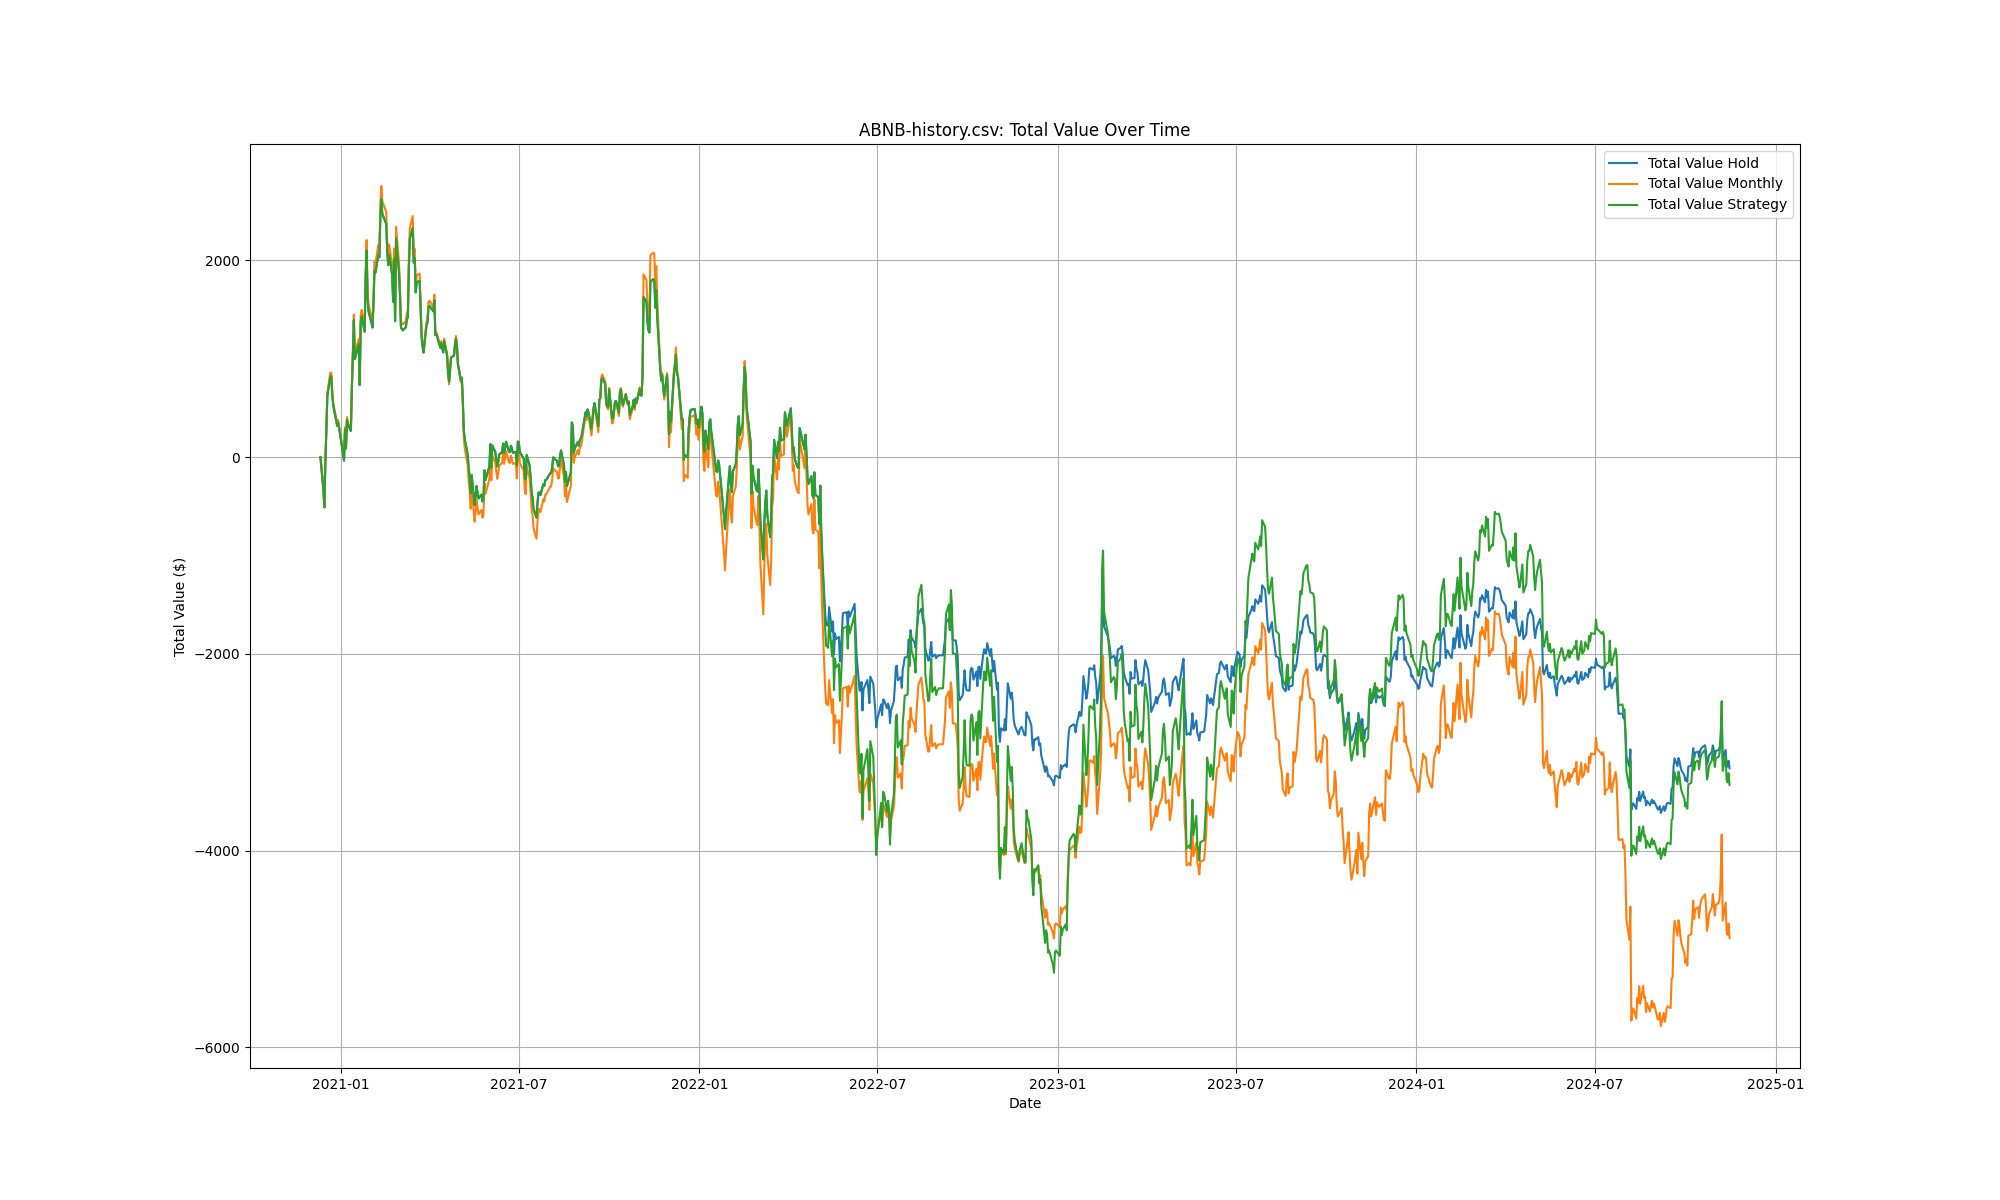 ABNB-history.csv: Total Value Over Time
Total Value Hold
Total Value Monthly
Total Value Strategy
Total Value ($)
2000
0
−2000
−4000
−6000
2021-01
2021-07
2022-01
2022-07
2023-01
2023-07
2024-01
2024-07
2025-01
Date